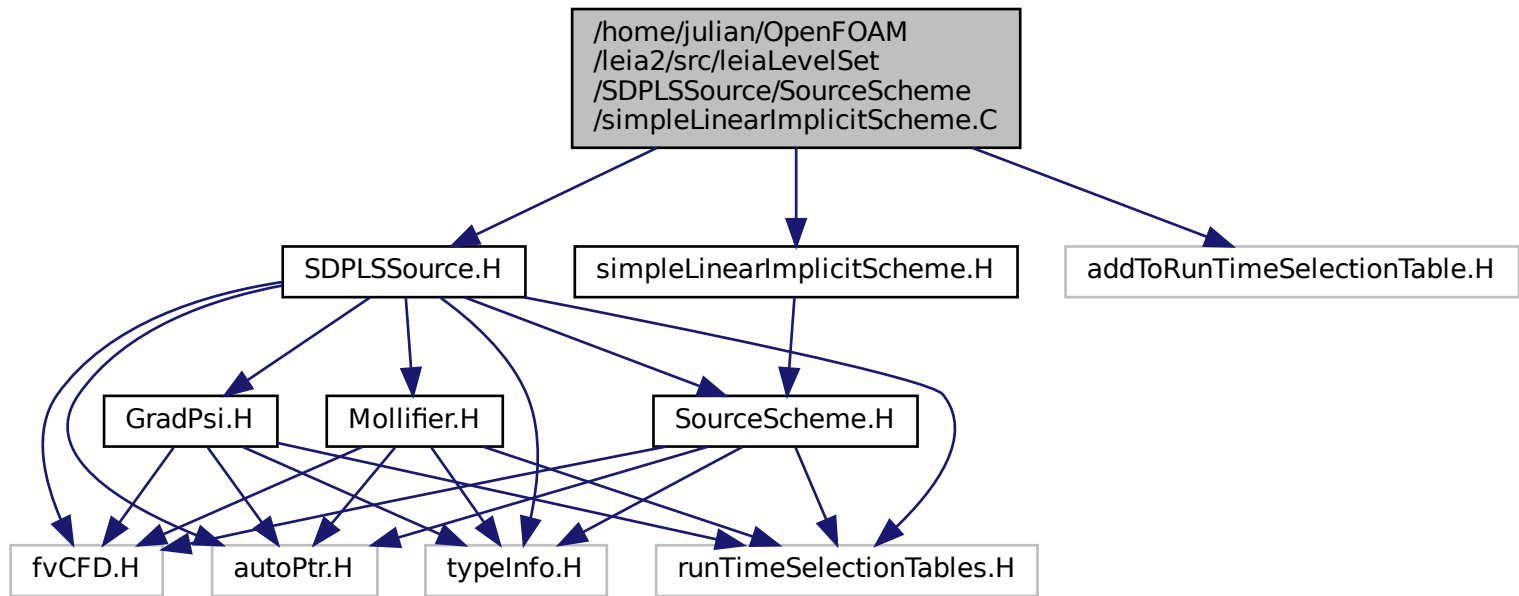 /home/julian/OpenFOAM
/leia2/src/leiaLevelSet
/SDPLSSource/SourceScheme
/simpleLinearImplicitScheme.C
SDPLSSource.H
simpleLinearImplicitScheme.H
addToRunTimeSelectionTable.H
GradPsi.H
Mollifier.H
SourceScheme.H
fvCFD.H
autoPtr.H
typeInfo.H
runTimeSelectionTables.H